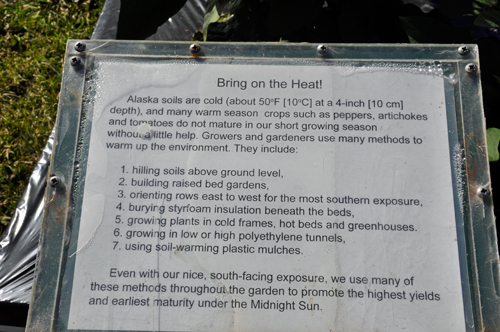 Bring on the Heat!
Alaska soils are cold (about 50°F [10°C] at a 4-inch [10 cm]
depth), and many warm season crops such as peppers, artichokes
and tomatoes do not mature in our short growing season
without a little help. Growers and gardeners use many methods to
warm up the environment. They include:
1. hilling soils above ground level,
2. building raised bed gardens,
3. orienting rows east to west for the most southern exposure,
4. burying styrfoam insulation beneath the beds,
5. growing plants in cold frames, hot beds and greenhouses.
6. growing in low or high polyethylene tunnels,
7. using soil-warming plastic mulches.
Even with our nice, south-facing exposure, we use many of
these methods throughout the garden to promote the highest yields
and earliest maturity under the Midnight Sun.